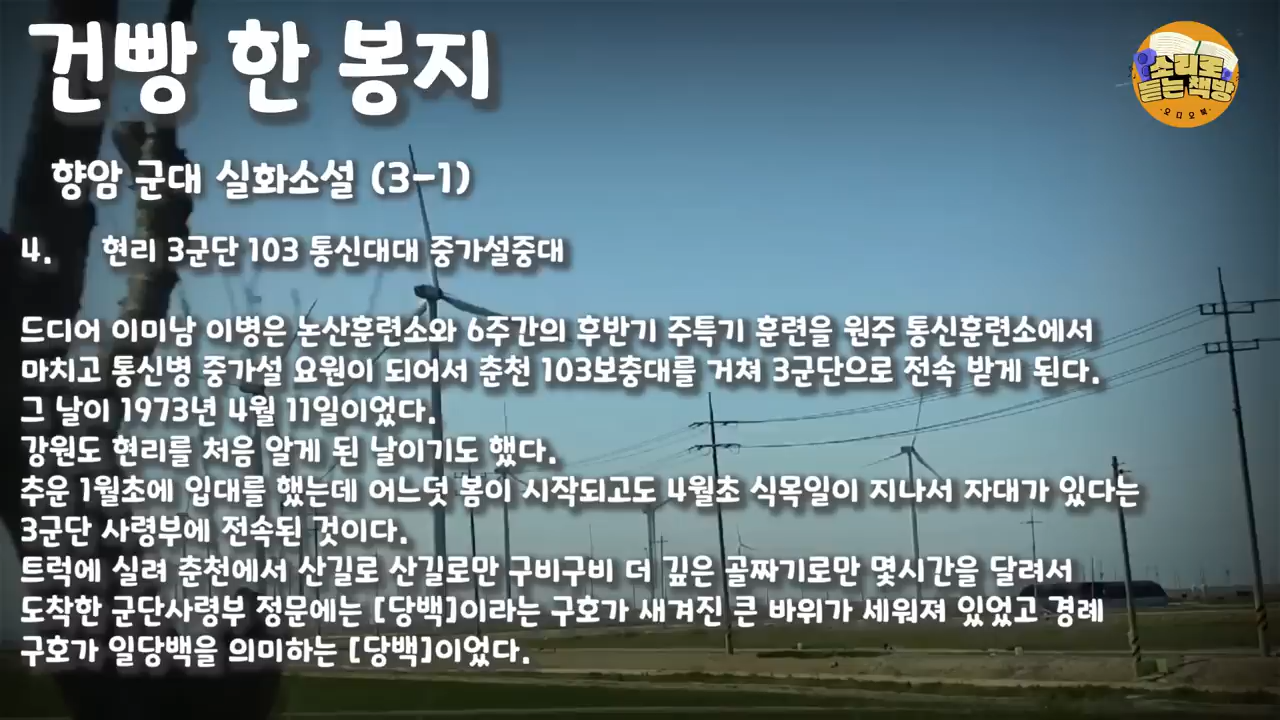 건빵 한 봉지
소리로
듣는 책방
·오디오북·
향암 군대 실화소설 (3-1)
4. 현리 3군단 103 통신대대 중가설중대
드디어 이미남 이병은 논산훈련소와 6주간의 후반기 주특기 훈련을 원주 통신훈련소에서
마치고 통신병 중가설 요원이 되어서 춘천 103보충대를 거쳐 3군단으로 전속 받게 된다.
그 날이 1973년 4월 11일이었다.
강원도 현리를 처음 알게 된 날이기도 했다.
추운 1월초에 입대를 했는데 어느덧 봄이 시작되고도 4월초 식목일이 지나서 자대가 있다는
3군단 사령부에 전속된 것이다.
트럭에 실려 춘천에서 산길로 산길로만 구비구비 더 깊은 골짜기로만 몇시간을 달려서
도착한 군단사령부 정문에는 [당백]이라는 구호가 새겨진 큰 바위가 세워져 있었고 경례
구호가 일당백을 의미하는 [당백]이었다.